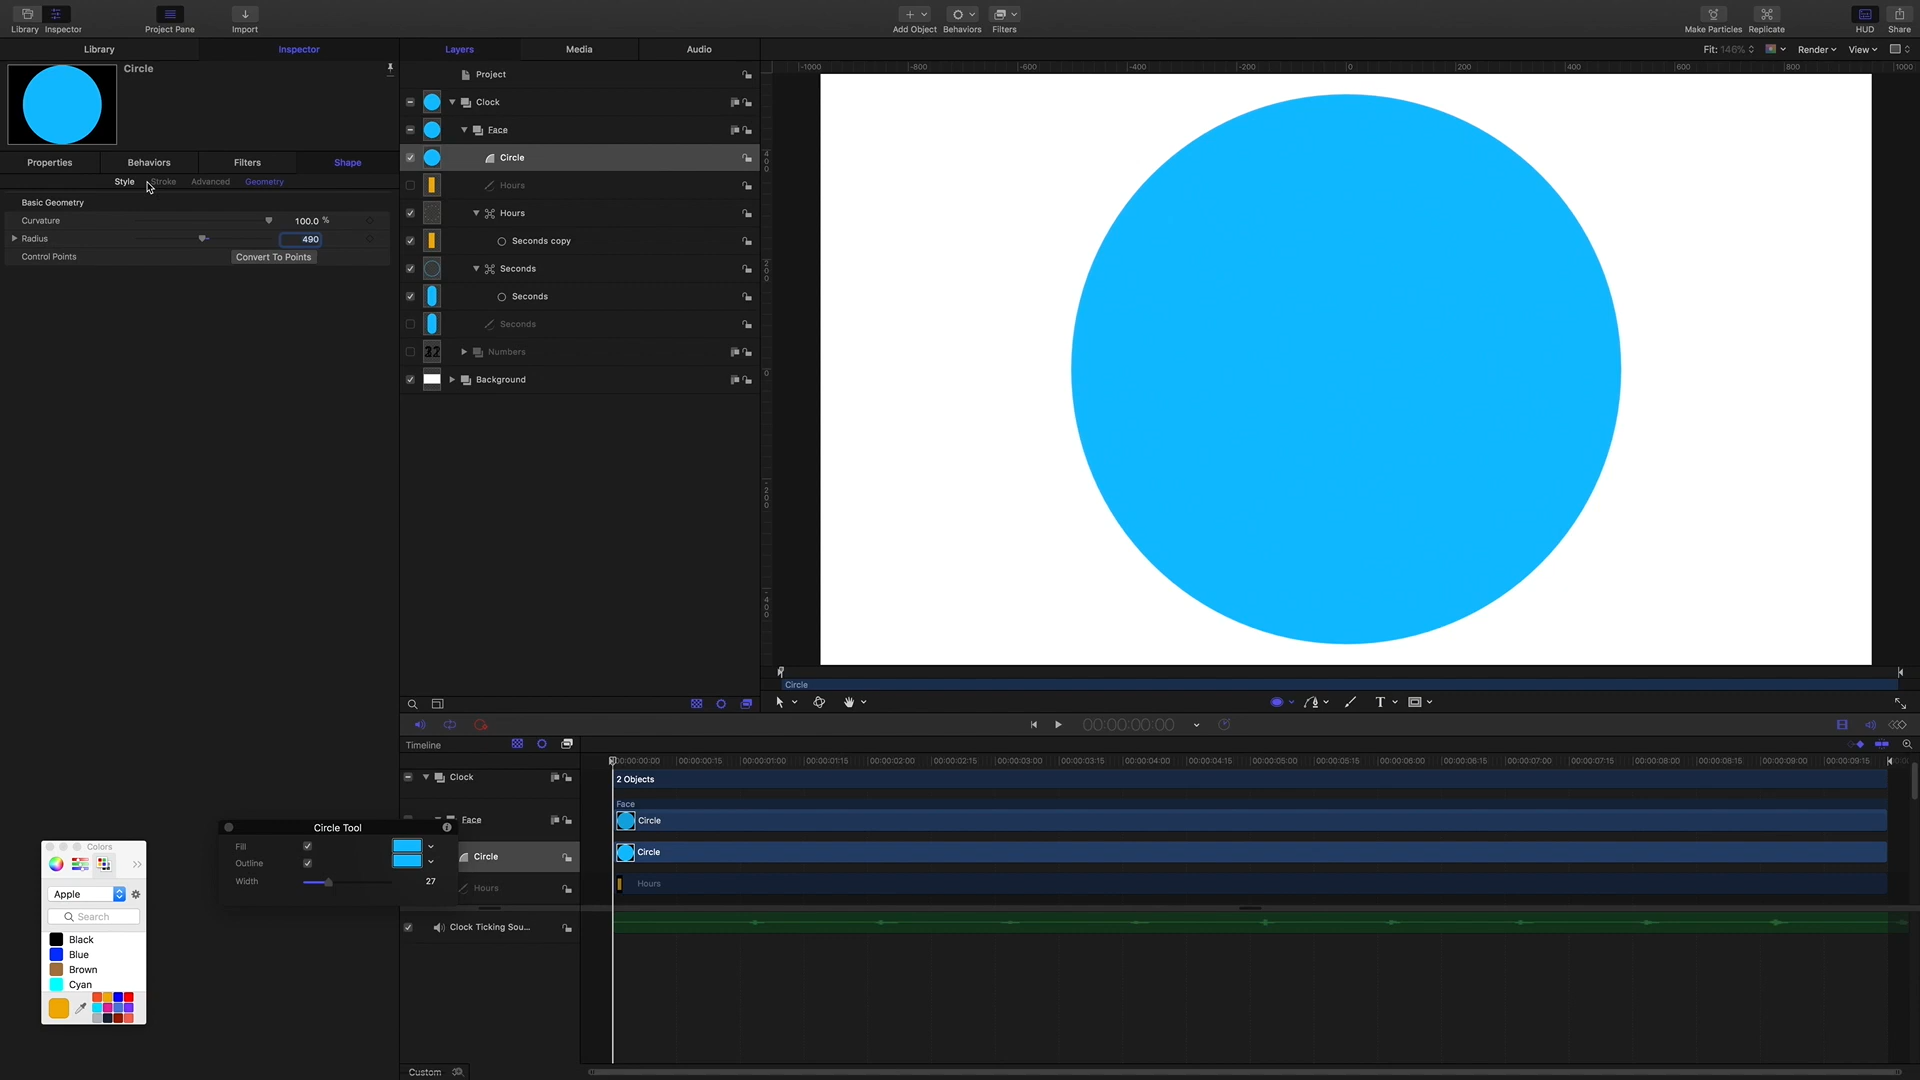 Library Inspector Project Pane Import Add Object Behaviors Filters Make Particles Replicate HUD Share
Library Inspector Layers Media Audio Fit: 146% Render View
Circle
Properties Behaviors Filters Shape
Style Stroke Advanced Geometry
Basic Geometry
Curvature 100.0 %
Radius 490
Control Points Convert To Points
Project
Clock
Face
Circle
Hours
Hours
Seconds copy
Seconds
Seconds
Seconds
Numbers
Background
-1000 -800 -600 -400 -200 0 200 400 600 800 1000
400
200
0
-200
-400
Circle
T
00:00:00:00
Timeline
00:00:00:00 00:00:00:15 00:00:01:00 00:00:01:15 00:00:02:00 00:00:02:15 00:00:03:00 00:00:03:15 00:00:04:00 00:00:04:15 00:00:05:00 00:00:05:15 00:00:06:00 00:00:06:15 00:00:07:00 00:00:07:15 00:00:08:00 00:00:08:15 00:00:09:00 00:00:09:15
Clock 2 Objects
Face
Face Circle
Circle Circle
Hours Hours
Clock Ticking Sou...
Custom
Circle Tool
Fill
Outline
Width 27
Colors
Apple
Search
Black
Blue
Brown
Cyan